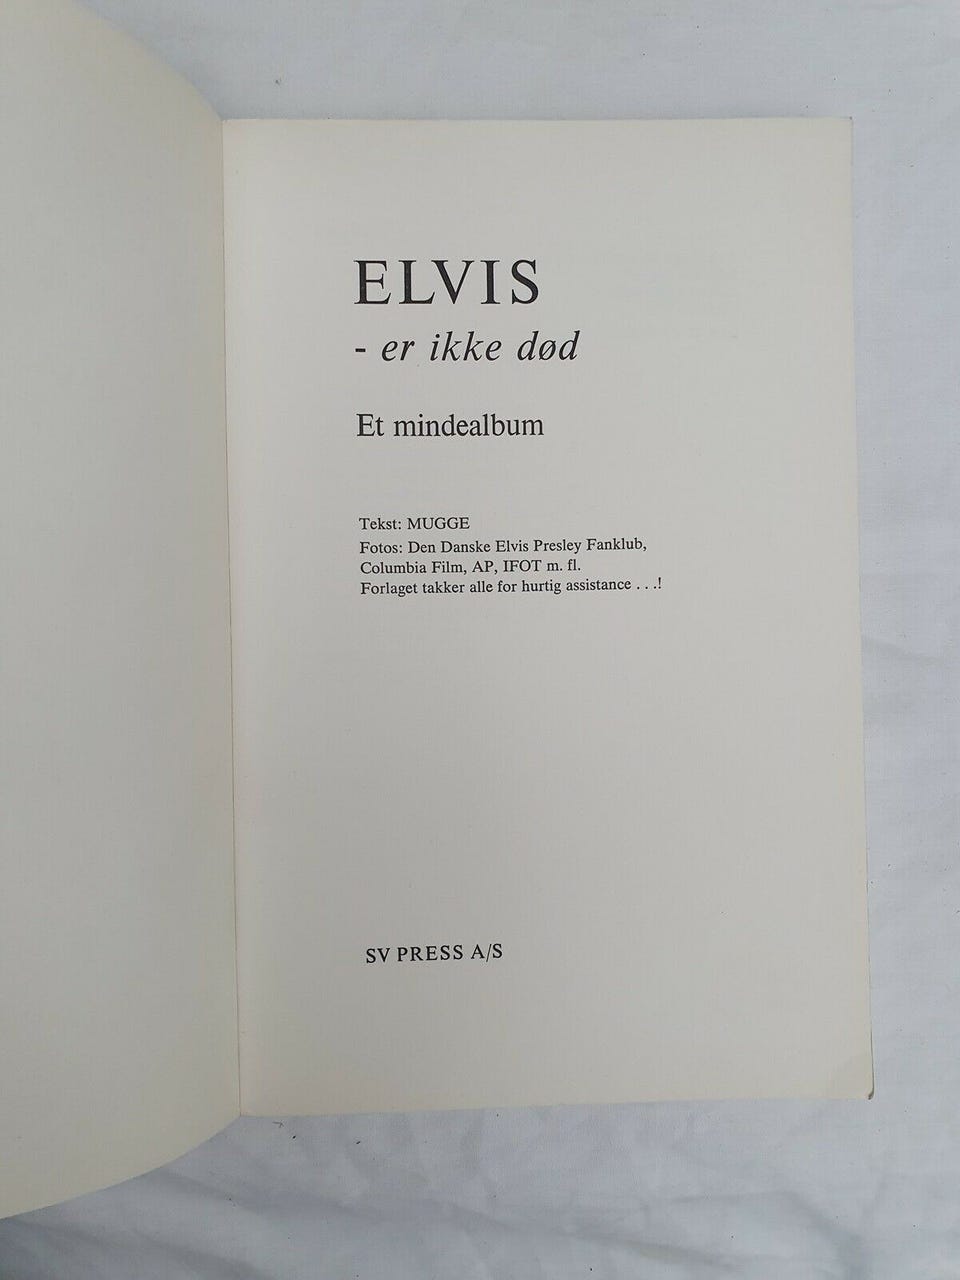 ELVIS
- er ikke død
Et mindealbum
Tekst: MUGGE
Fotos: Den Danske Elvis Presley Fanklub,
Columbia Film, AP, IFOT m. fl.
Forlaget takker alle for hurtig assistance . . .!
SV PRESS A/S